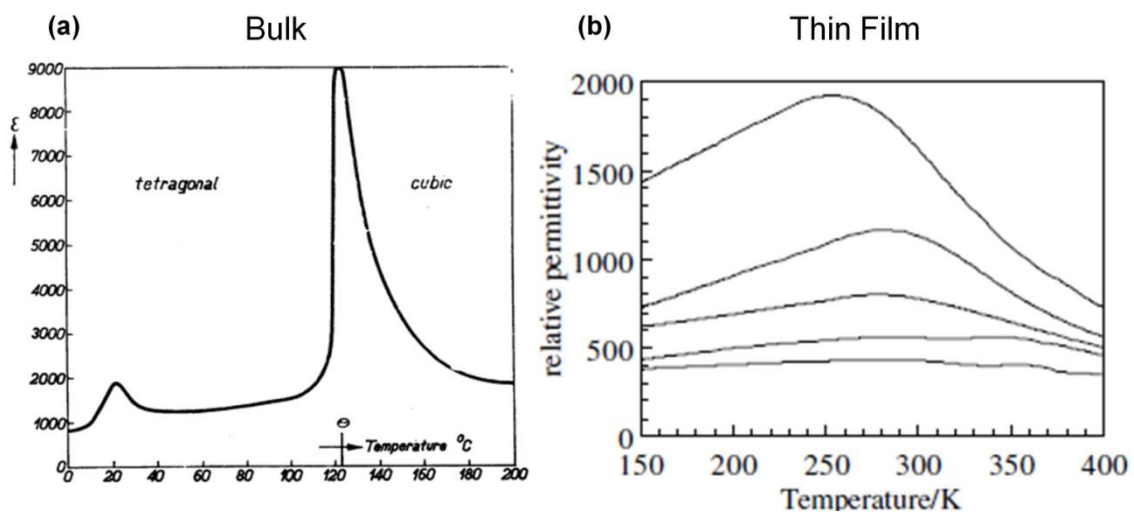 (a) Bulk
9000
8000
7000
6000
5000
4000
3000
2000
1000
0
ε
tetragonal
cubic
Θ
Temperature °C
0 20 40 60 80 100 120 140 160 180 200
(b) Thin Film
2000
1500
1000
500
0
relative permittivity
150 200 250 300 350 400
Temperature/K